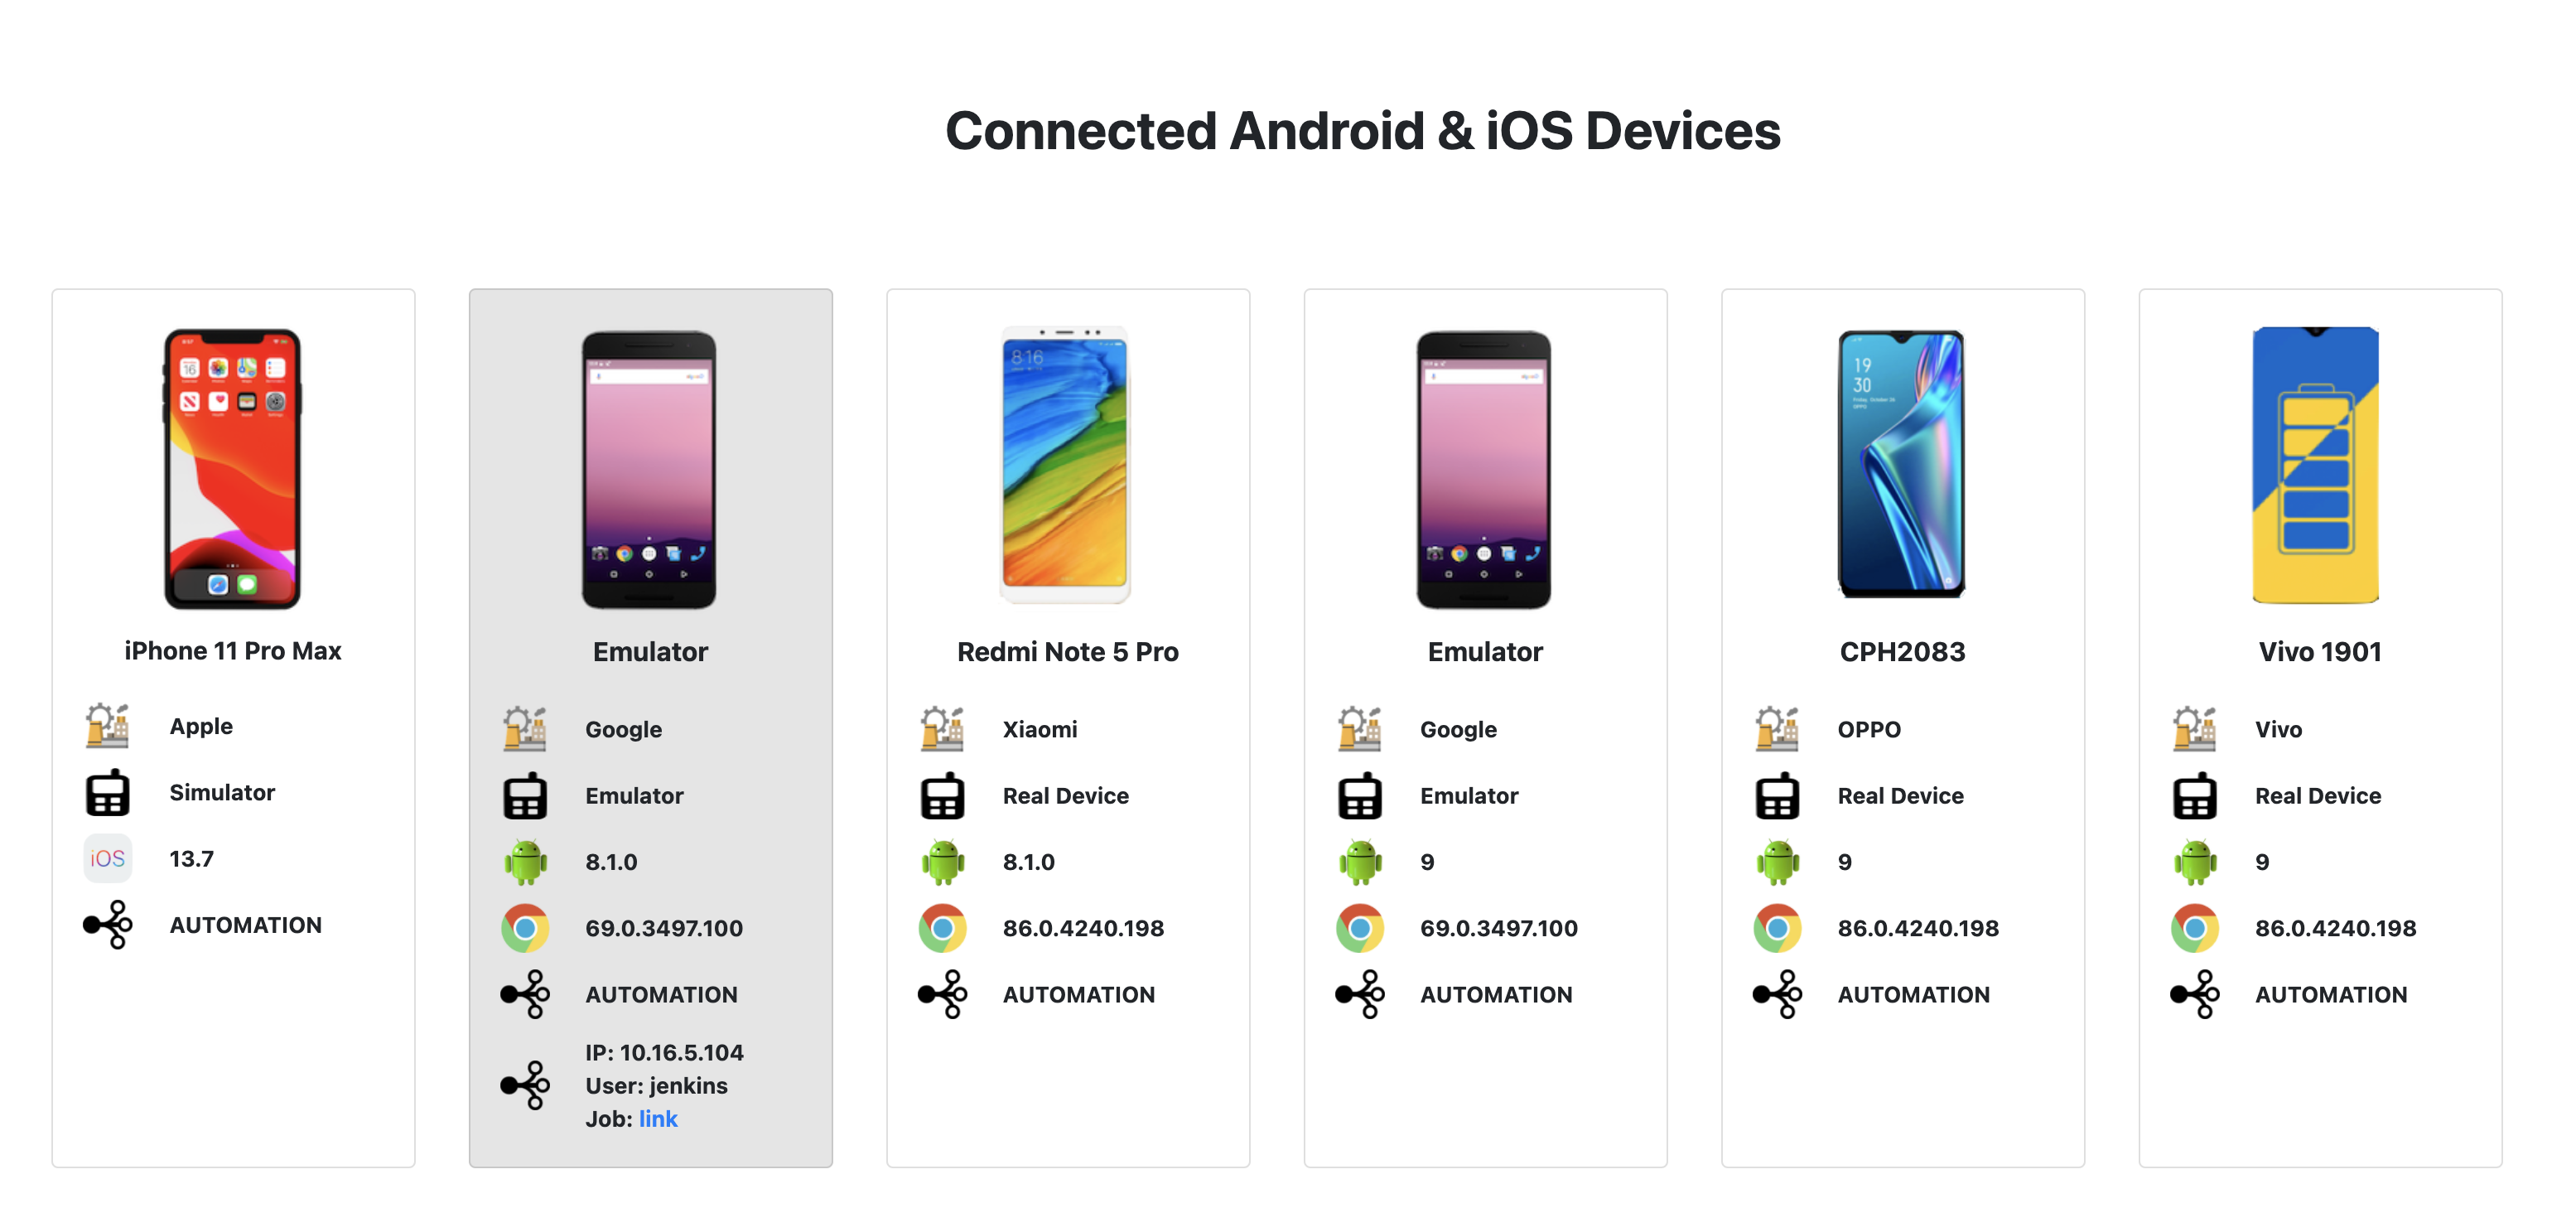 Connected Android & iOS Devices
iPhone 11 Pro Max
Apple
Simulator
iOS
13.7
AUTOMATION
Emulator
Google
Emulator
8.1.0
69.0.3497.100
AUTOMATION
IP: 10.16.5.104
User: jenkins
Job: link
8:16
Redmi Note 5 Pro
Xiaomi
Real Device
8.1.0
86.0.4240.198
AUTOMATION
Emulator
Google
Emulator
9
69.0.3497.100
AUTOMATION
19
30
CPH2083
OPPO
Real Device
9
86.0.4240.198
AUTOMATION
Vivo 1901
Vivo
Real Device
9
86.0.4240.198
AUTOMATION